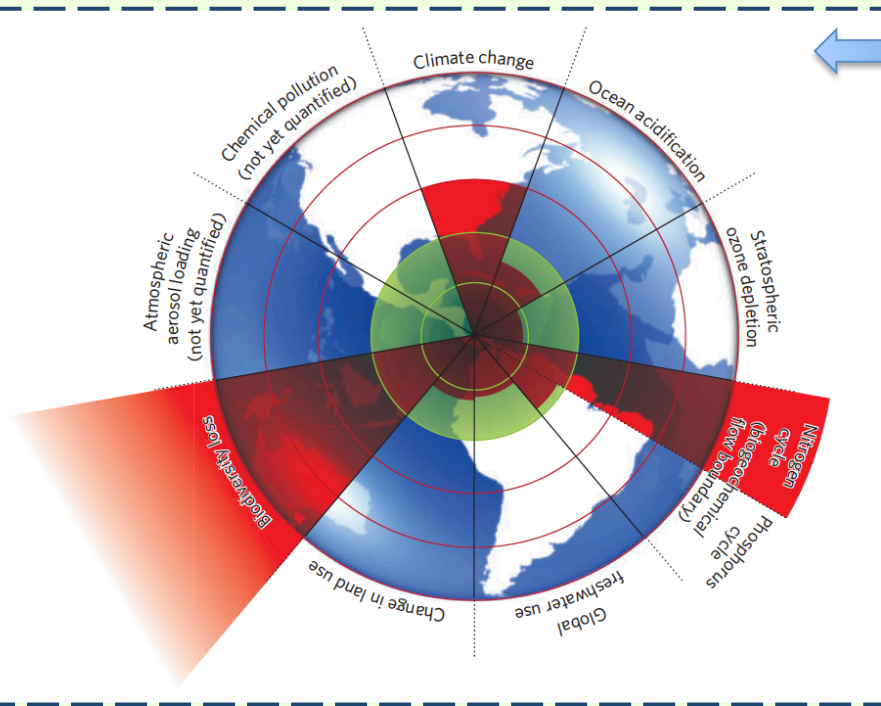 Climate change
Ocean acidification
Stratospheric
ozone depletion
Nitrogen
cycle
(biogeochemical
flow boundary)
Phosphorus
cycle
Global
freshwater use
Change in land use
Biodiversity loss
Atmospheric
aerosol loading
(not yet quantified)
Chemical pollution
(not yet quantified)